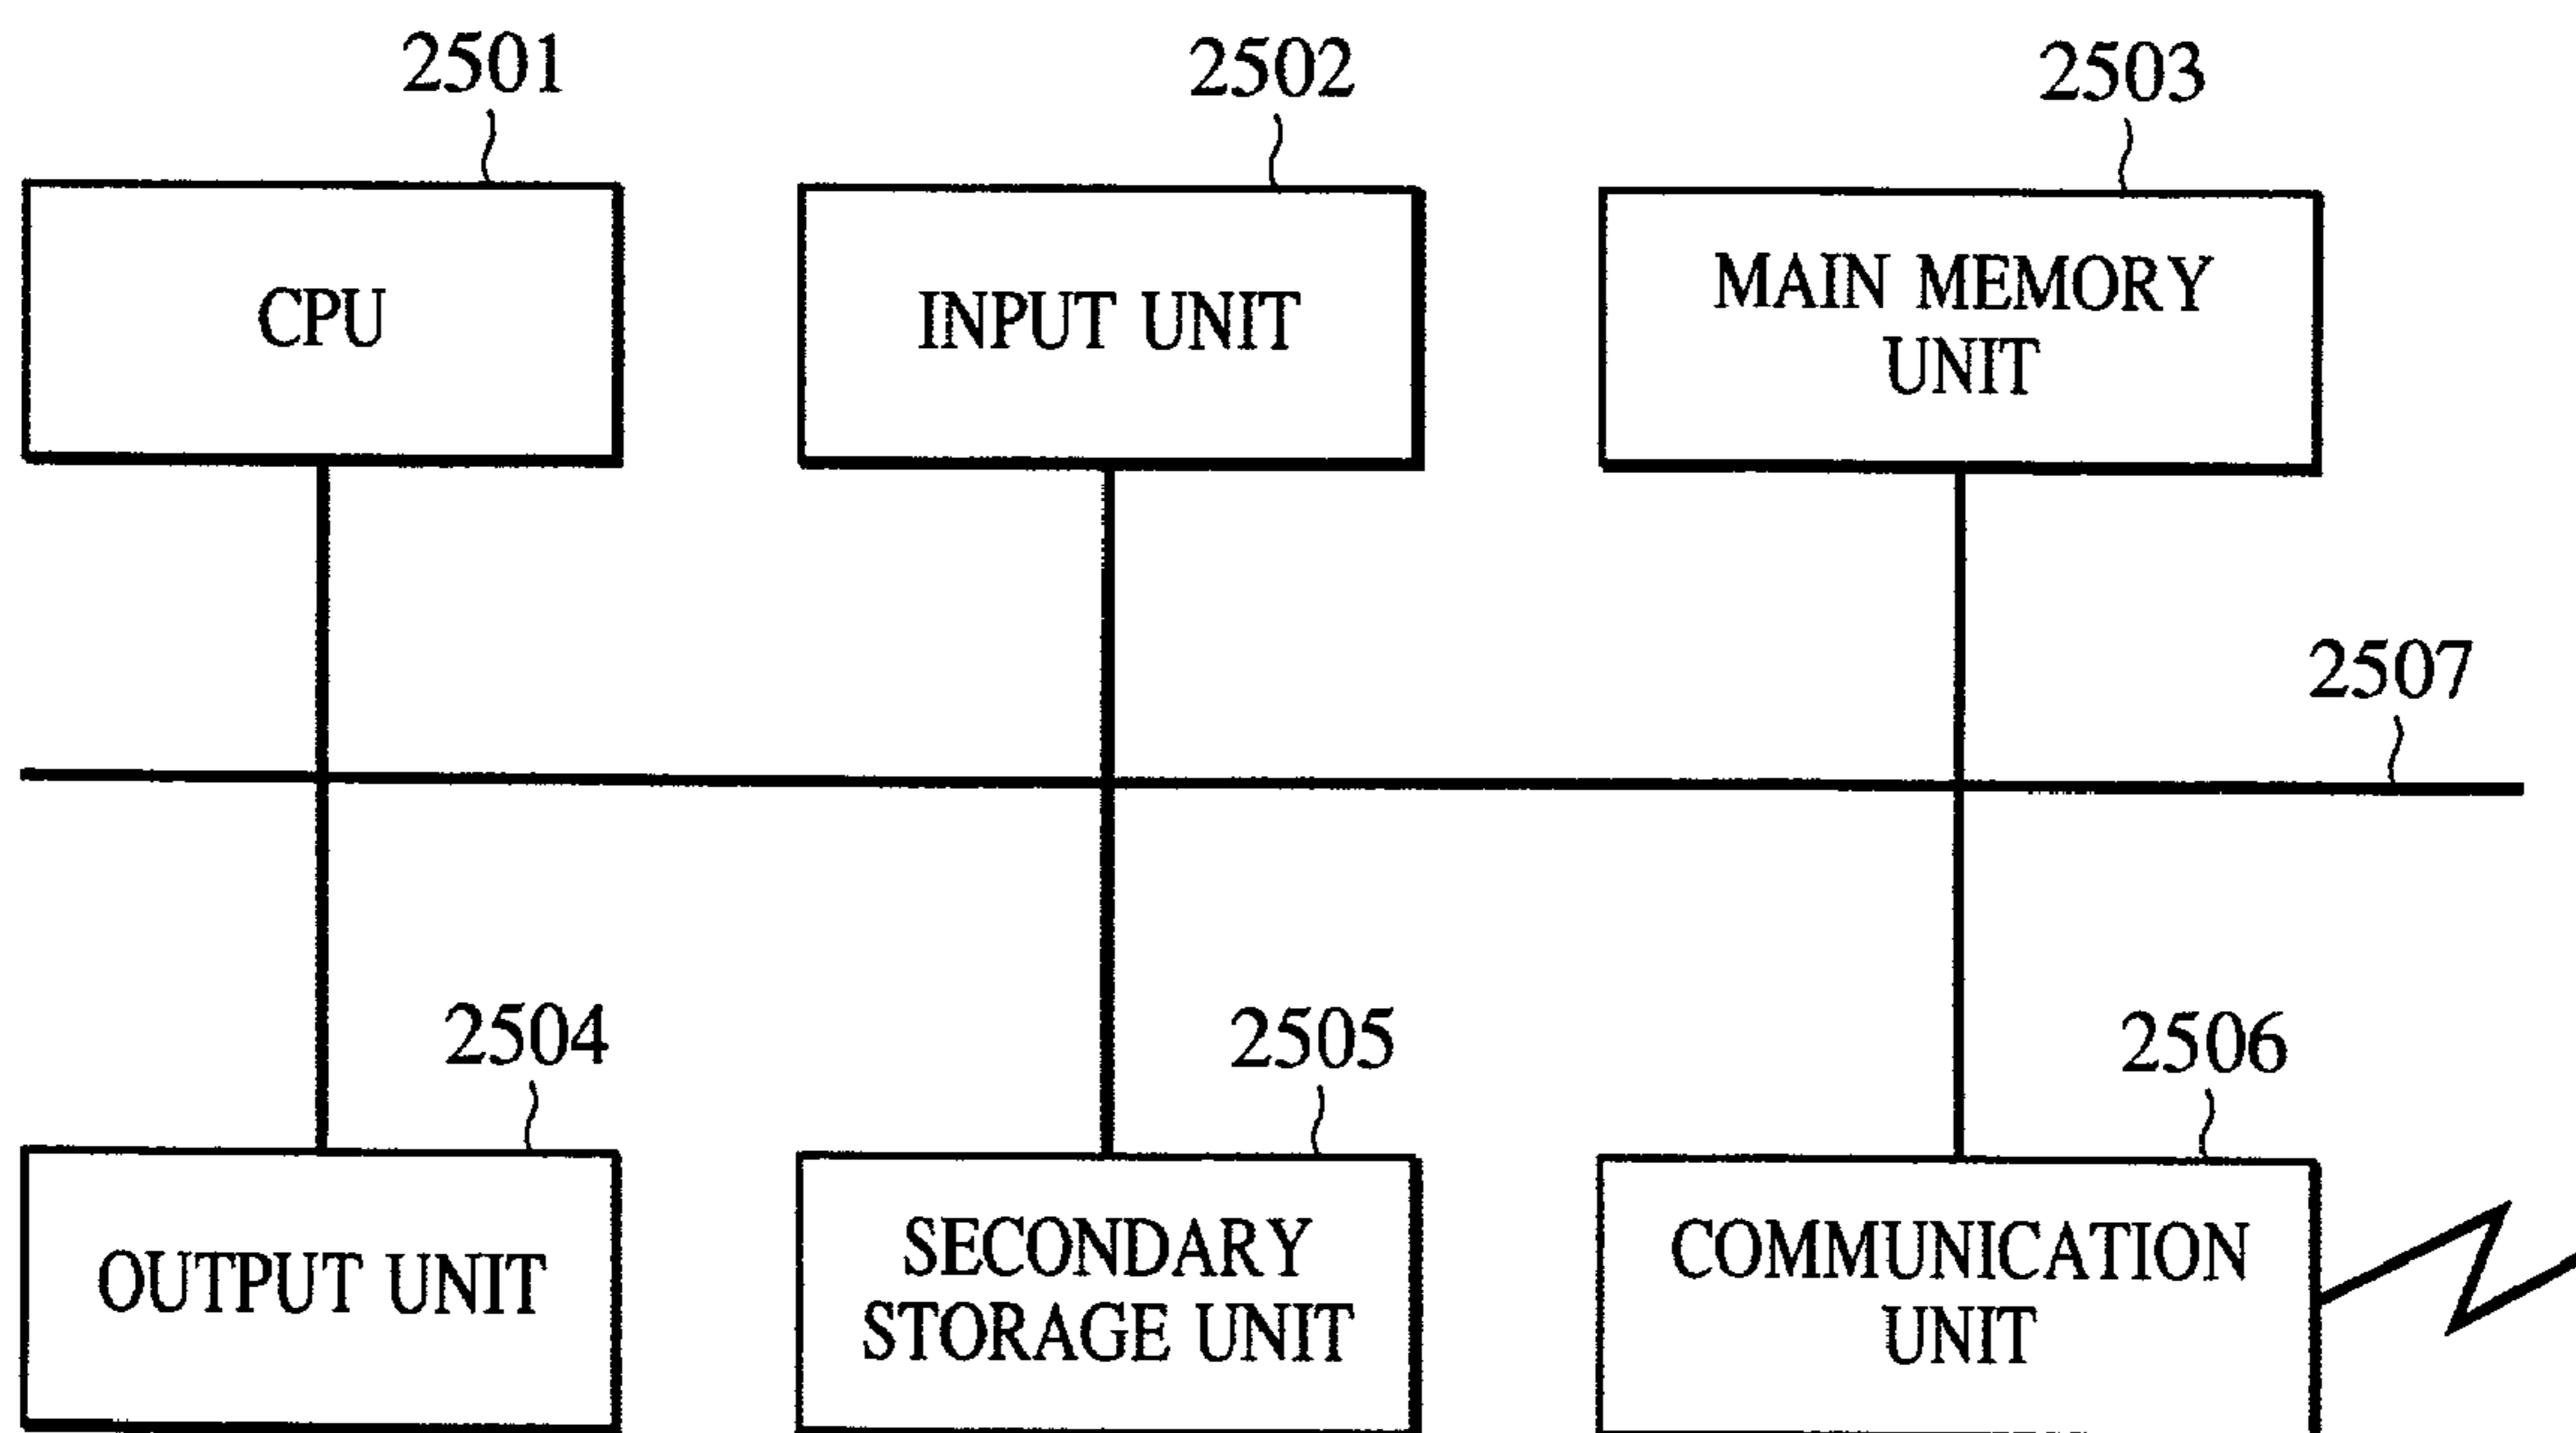 2501
2502
2503
CPU
INPUT UNIT
MAIN MEMORY
UNIT
2507
2504
2505
2506
OUTPUT UNIT
SECONDARY
STORAGE UNIT
COMMUNICATION
UNIT